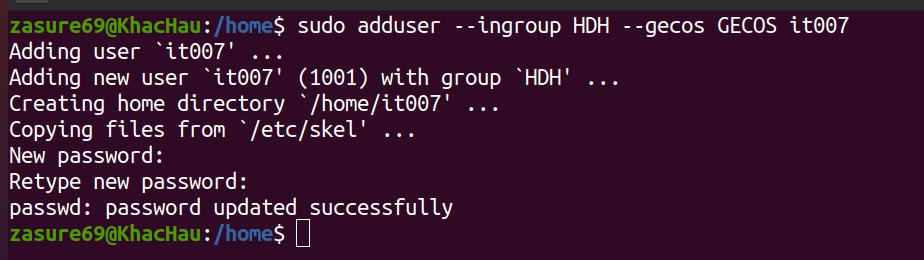 zasure69@KhacHau:/home$ sudo adduser --ingroup HDH --gecos GECOS it007
Adding user `it007' ...
Adding new user `it007' (1001) with group `HDH' ...
Creating home directory `/home/it007' ...
Copying files from `/etc/skel' ...
New password:
Retype new password:
passwd: password updated successfully
zasure69@KhacHau:/home$